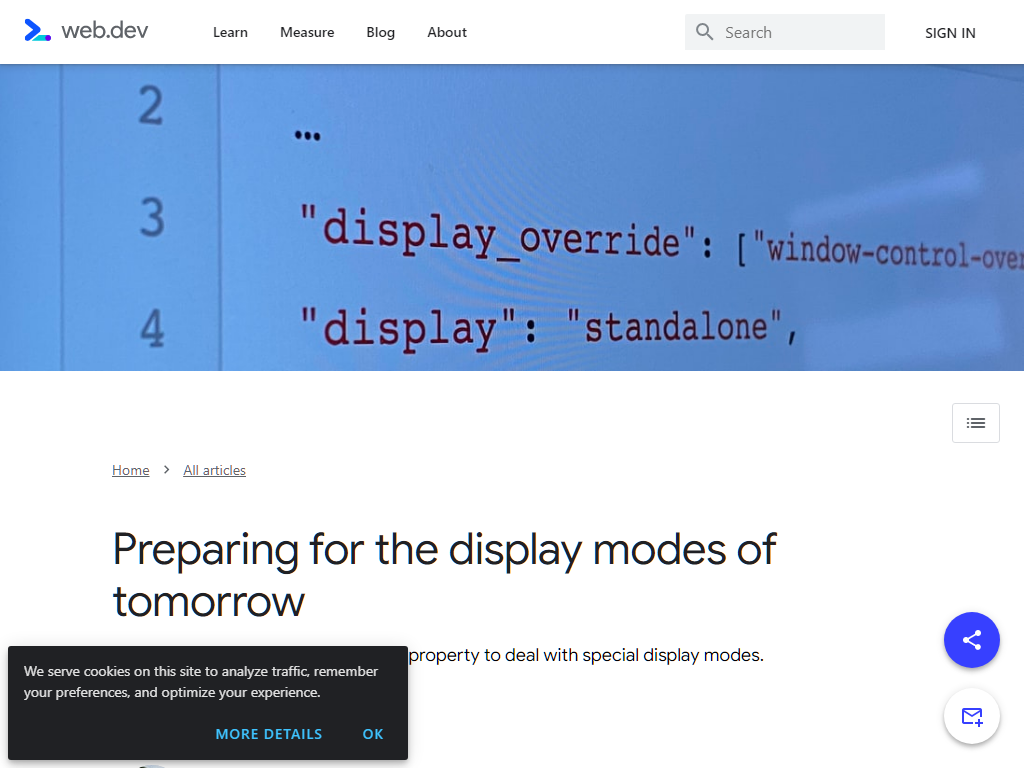 web.dev
Learn Measure Blog About
Search
SIGN IN
2 ...
3 "display_override": ["window-control-over
4 "display": "standalone",
Home All articles
Preparing for the display modes of
tomorrow
property to deal with special display modes.
We serve cookies on this site to analyze traffic, remember
your preferences, and optimize your experience.
MORE DETAILS OK